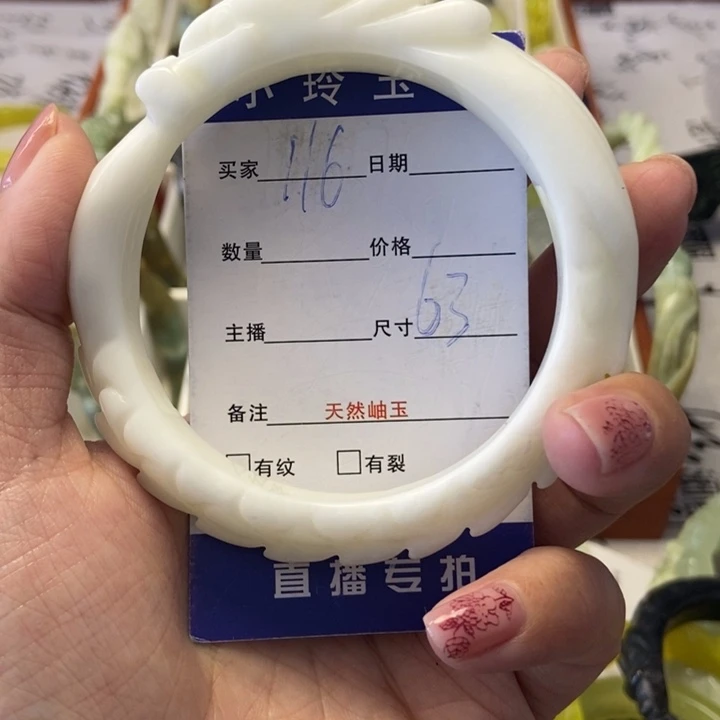 小玲玉
买家 116 日期
数量 价格
主播 尺寸 63
备注 天然岫玉
有纹 有裂
直播专拍